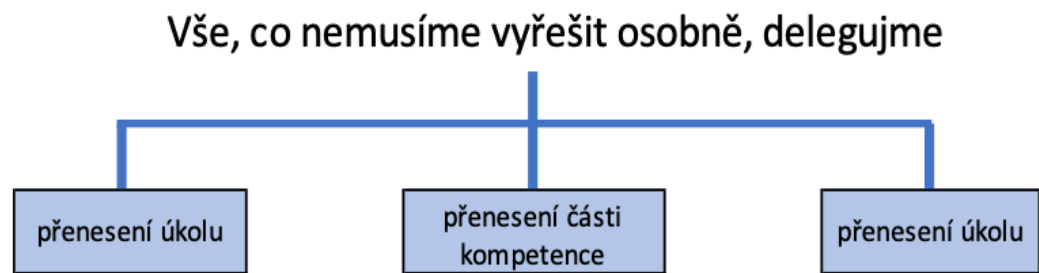 Vše, co nemusíme vyřešit osobně, delegujme
přenesení úkolu
přenesení části
kompetence
přenesení úkolu